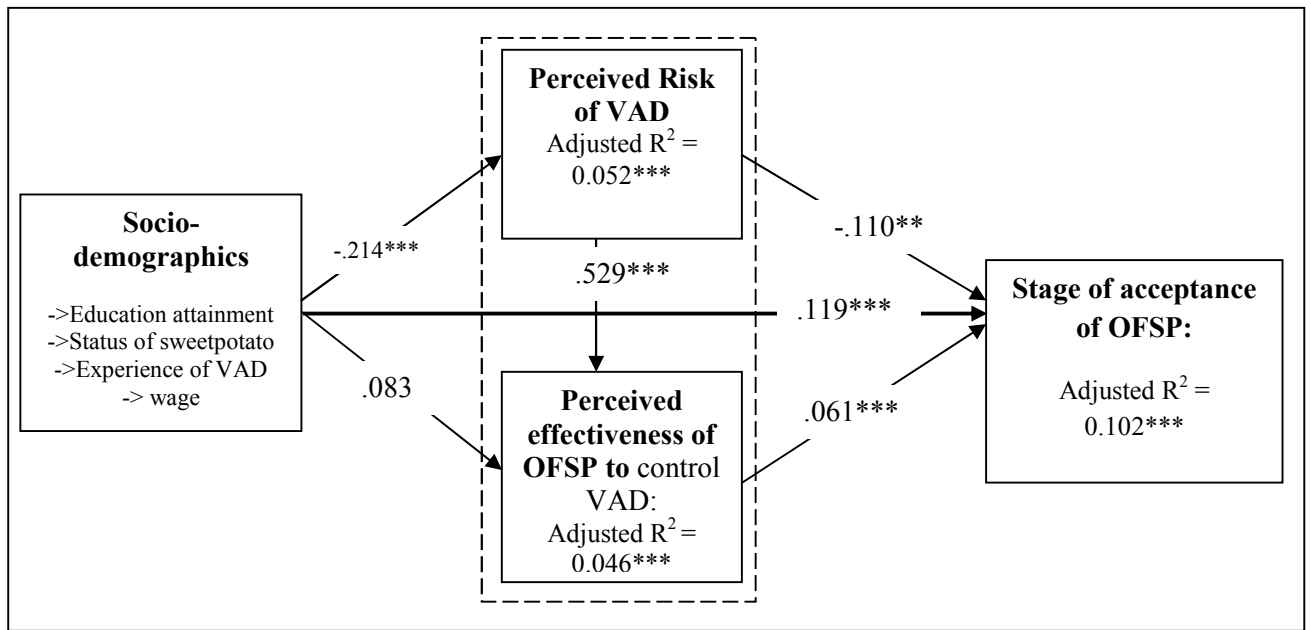 Socio-
demographics
->Education attainment
->Status of sweetpotato
->Experience of VAD
-> wage
-.214***
.083
Perceived Risk
of VAD
Adjusted R² =
0.052***
.529***
Perceived
effectiveness of
OFSP to control
VAD:
Adjusted R² =
0.046***
-.110**
.119***
.061***
Stage of acceptance
of OFSP:
Adjusted R² =
0.102***